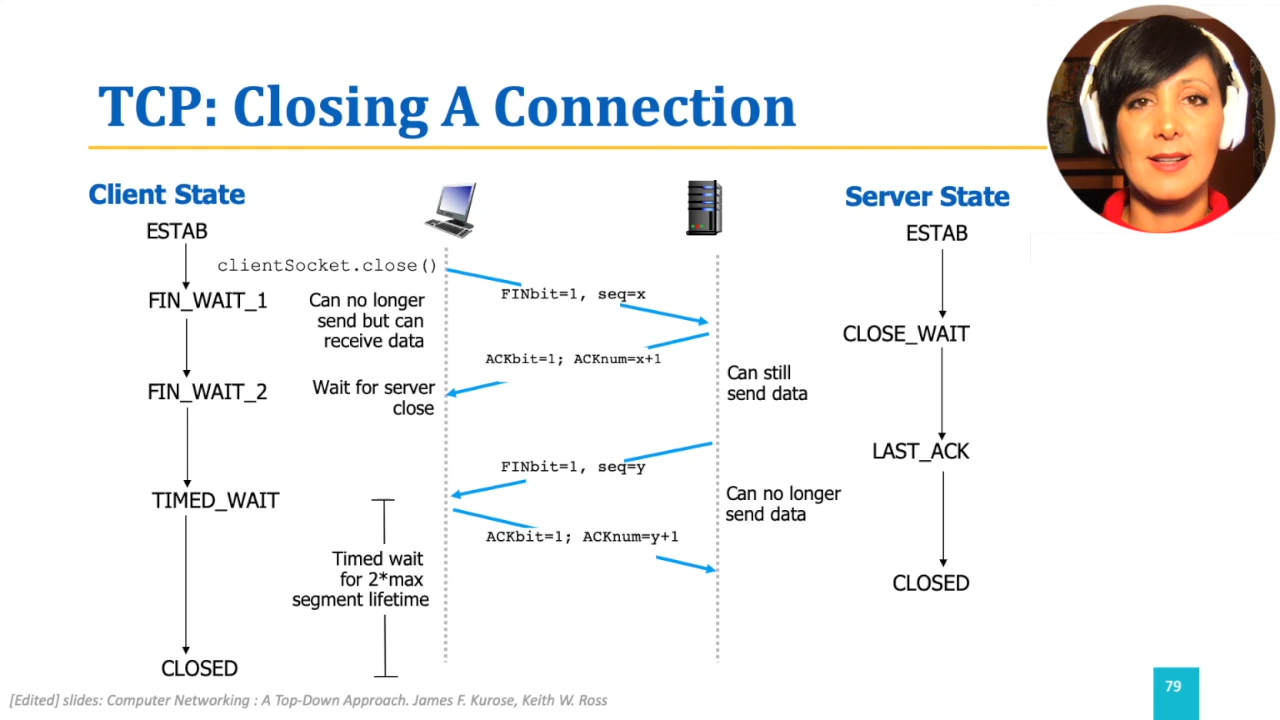 TCP: Closing A Connection
Client State
Server State
ESTAB
ESTAB
clientSocket.close()
FINbit=1, seq=x
FIN_WAIT_1
Can no longer
send but can
receive data
CLOSE_WAIT
ACKbit=1; ACKnum=x+1
Can still
send data
FIN_WAIT_2
Wait for server
close
LAST_ACK
FINbit=1, seq=y
TIMED_WAIT
Can no longer
send data
ACKbit=1; ACKnum=y+1
Timed wait
for 2*max
segment lifetime
CLOSED
CLOSED
[Edited] slides: Computer Networking : A Top-Down Approach. James F. Kurose, Keith W. Ross
79